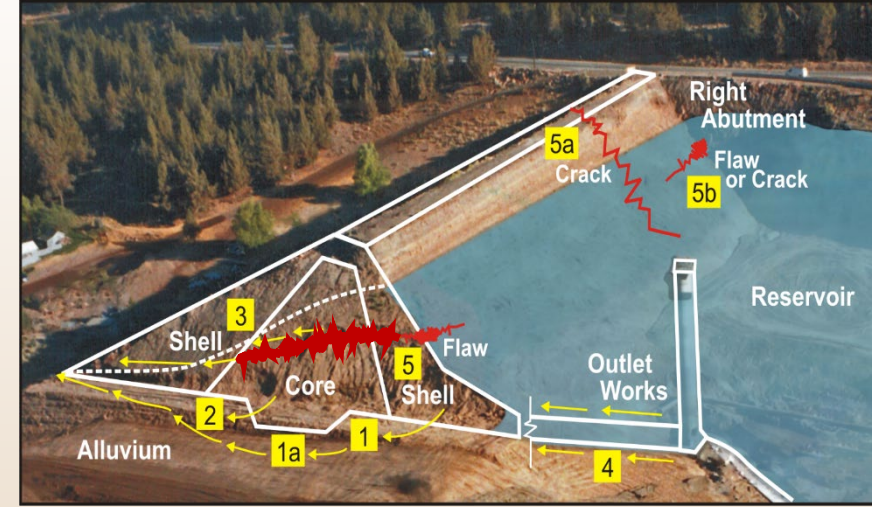 Right
Abutment
5a
Crack
Flaw
or Crack
5b
Reservoir
3
Shell
Flaw
5
Outlet
Works
Core
Shell
2
1
Alluvium
1a
4